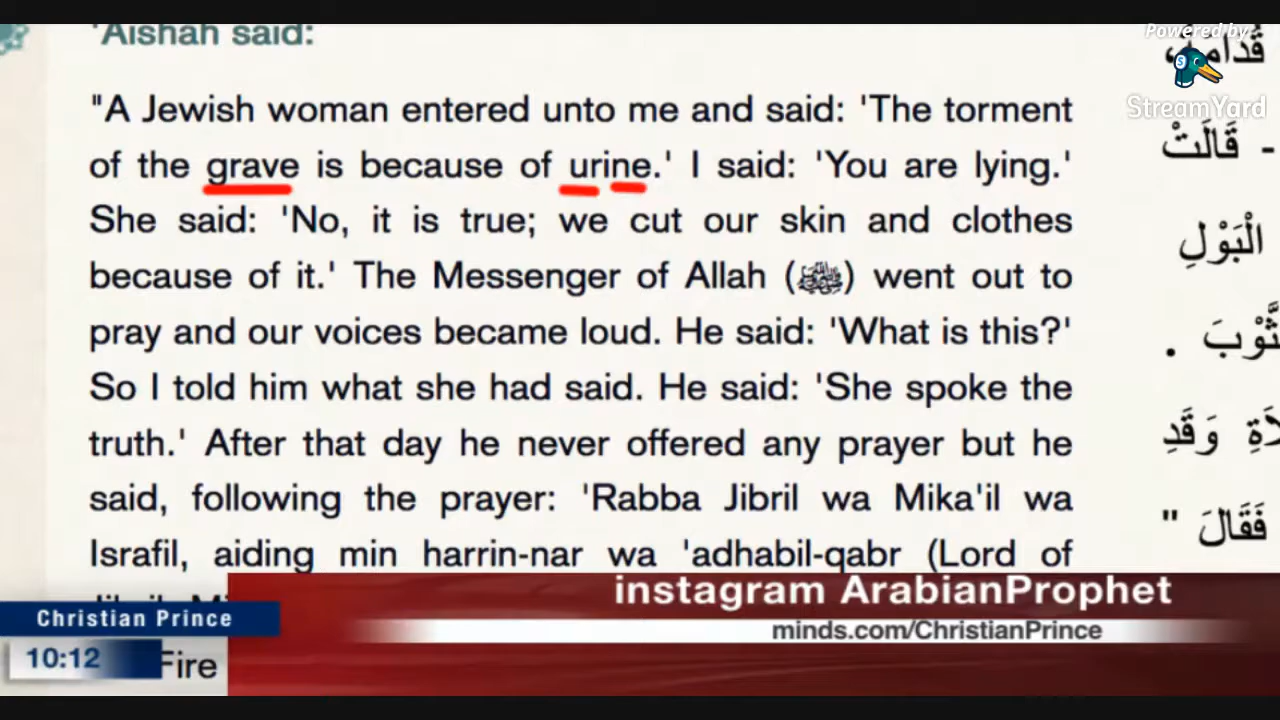 'Aishah said:
"A Jewish woman entered unto me and said: 'The torment
of the grave is because of urine.' I said: 'You are lying.'
She said: 'No, it is true; we cut our skin and clothes
because of it.' The Messenger of Allah (ﷺ) went out to
pray and our voices became loud. He said: 'What is this?'
So I told him what she had said. He said: 'She spoke the
truth.' After that day he never offered any prayer but he
said, following the prayer: 'Rabba Jibril wa Mika'il wa
Israfil, aiding min harrin-nar wa 'adhabil-qabr (Lord of
Fire
قُدَامَةَ،
- قَالَتْ
الْبَوْلِ
.
وَقَدِ
فَقَالَ "
Powered by
StreamYard
instagram ArabianProphet
minds.com/ChristianPrince
Christian Prince
10:12